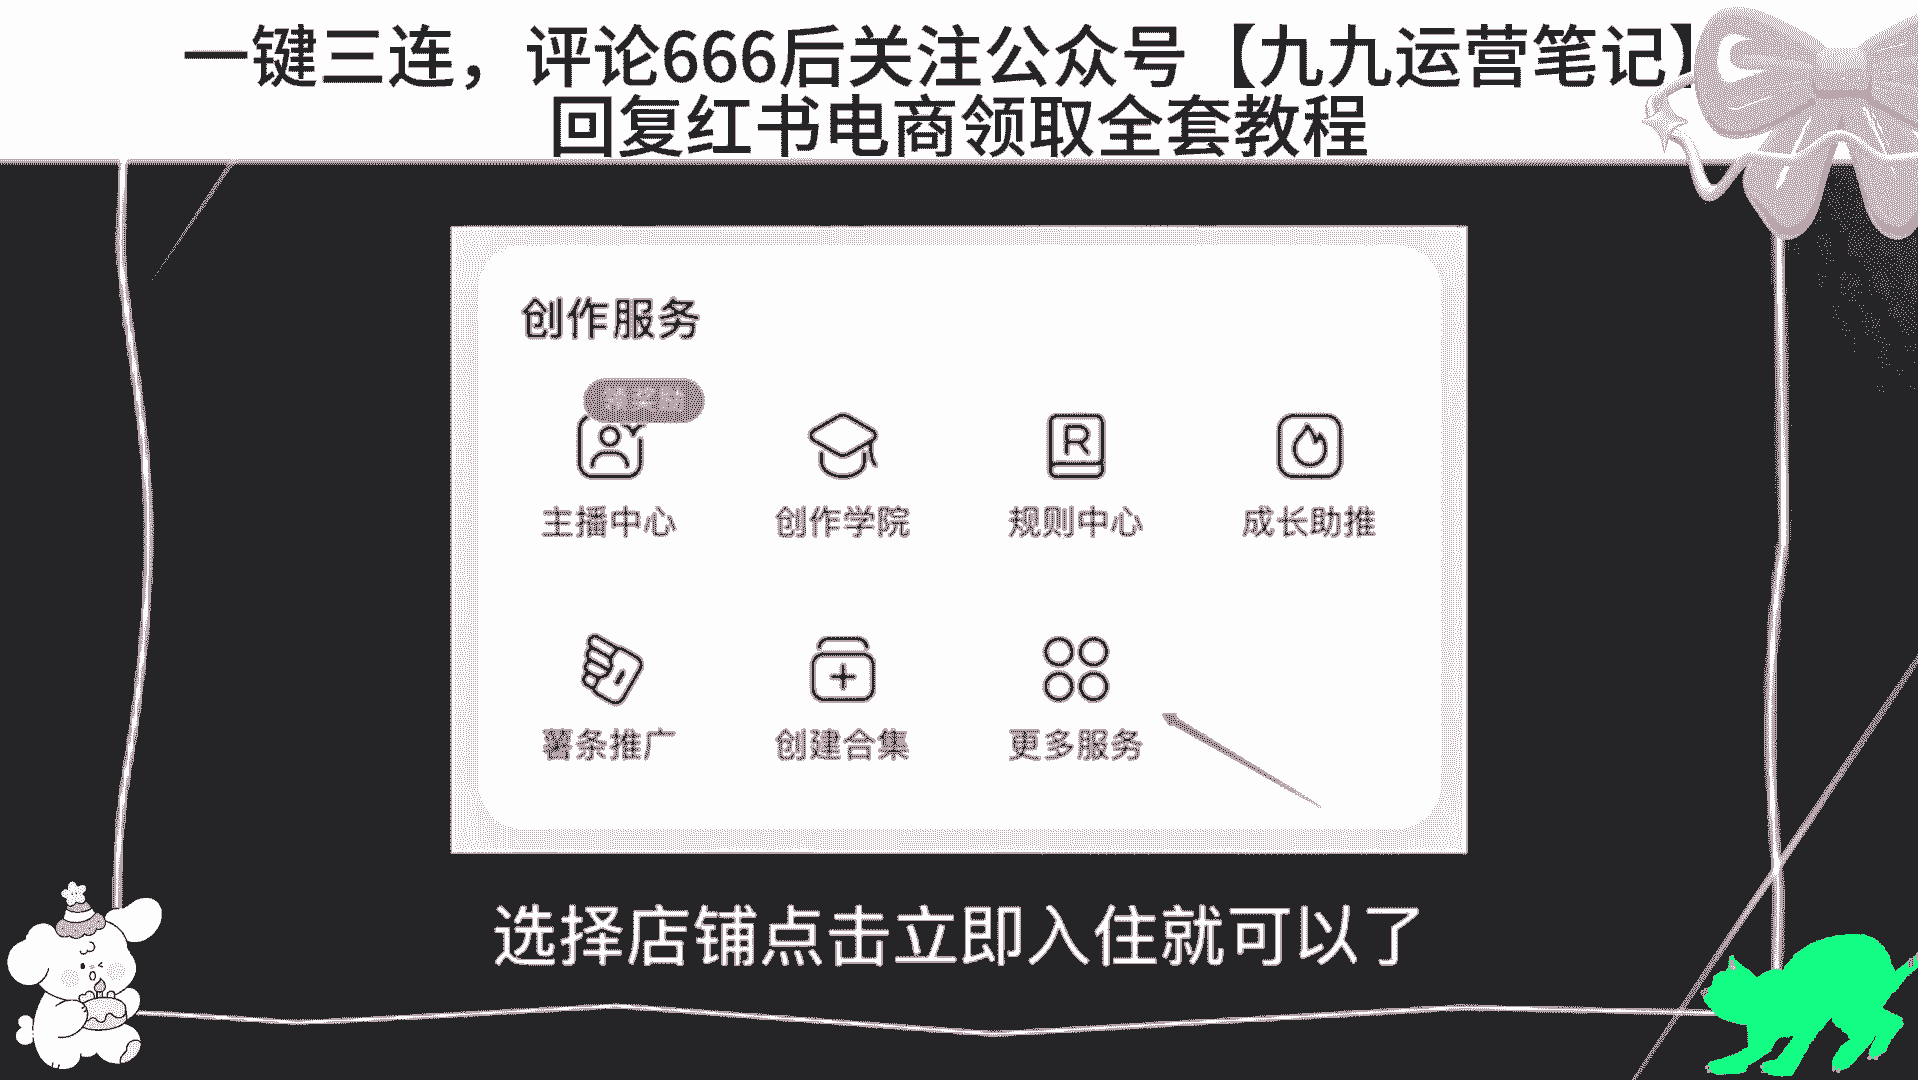 一键三连，评论666后关注公众号【九九运营笔记】
回复红书电商领取全套教程
创作服务
领奖励
主播中心 创作学院 规则中心 成长助推
薯条推广 创建合集 更多服务
选择店铺点击立即入住就可以了